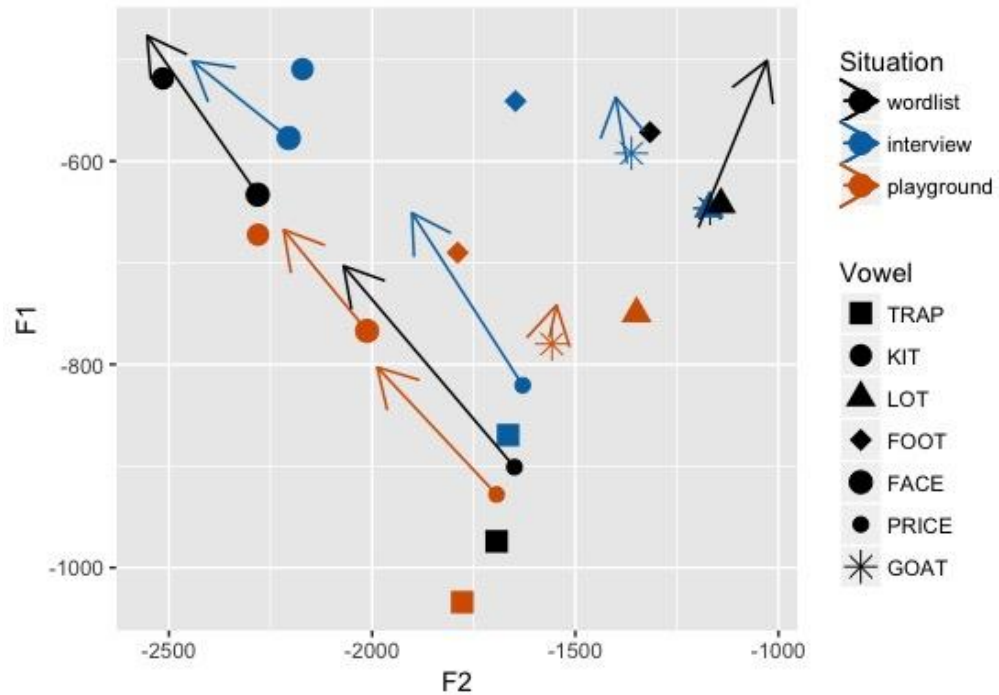 F1
-600
-800
-1000
-2500
-2000
-1500
-1000
F2
Situation
wordlist
interview
playground
Vowel
TRAP
KIT
LOT
FOOT
FACE
PRICE
GOAT